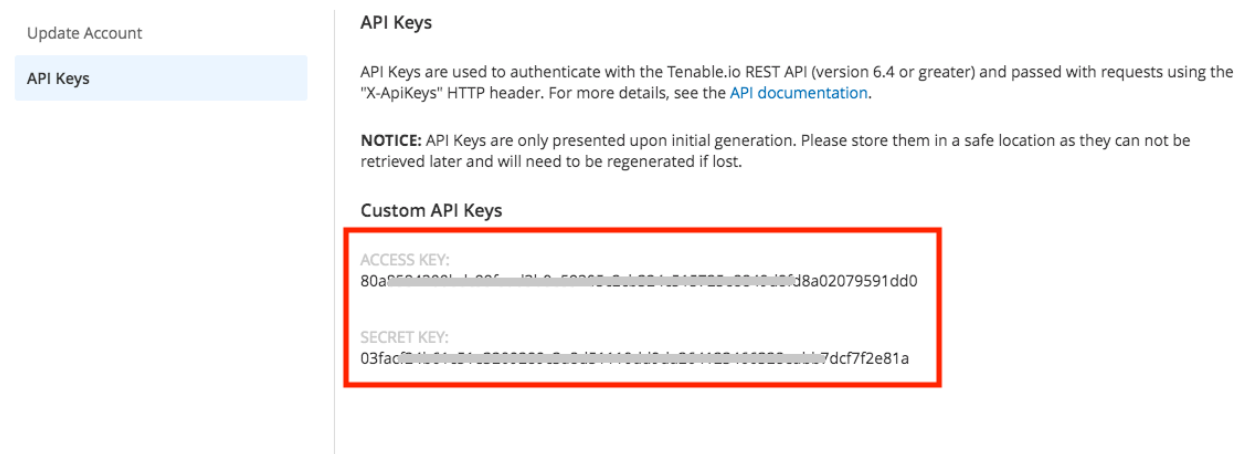 Update Account
API Keys
API Keys
API Keys are used to authenticate with the Tenable.io REST API (version 6.4 or greater) and passed with requests using the
"X-ApiKeys" HTTP header. For more details, see the API documentation.
NOTICE: API Keys are only presented upon initial generation. Please store them in a safe location as they can not be
retrieved later and will need to be regenerated if lost.
Custom API Keys
ACCESS KEY:
80a d8a02079591dd0
SECRET KEY:
03fac 7dcf7f2e81a